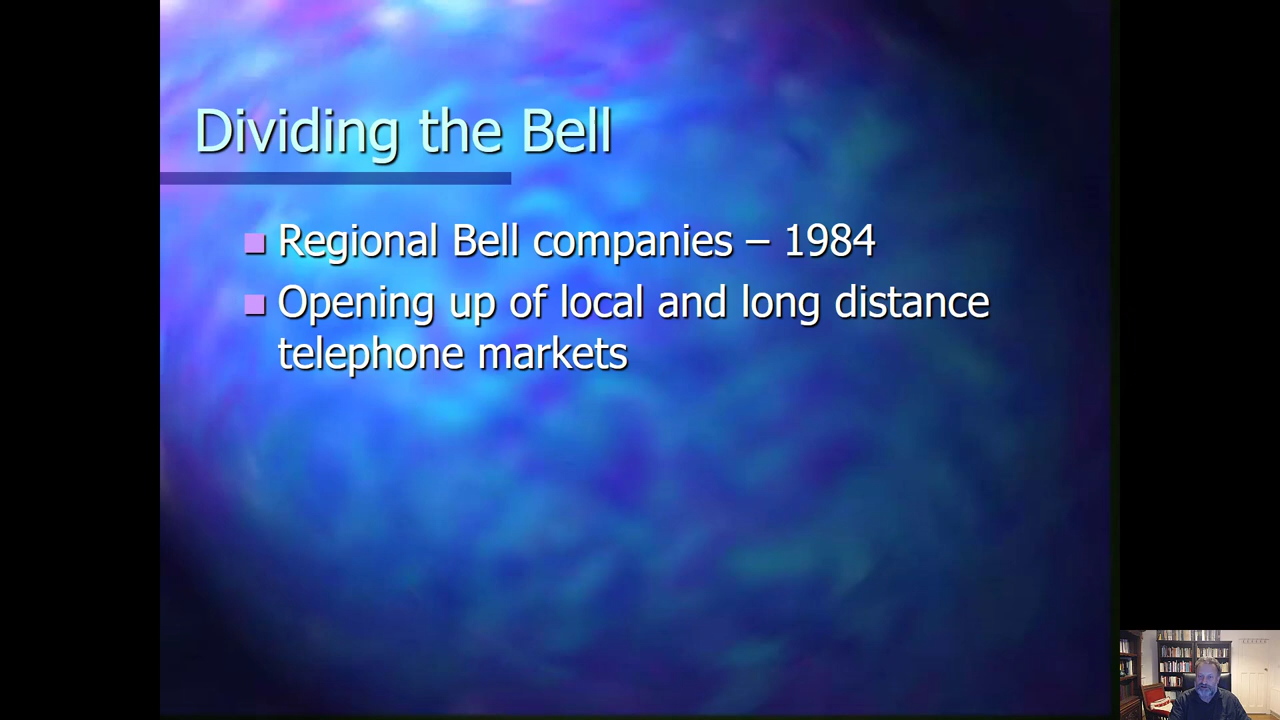 Dividing the Bell
Regional Bell companies – 1984
Opening up of local and long distance
telephone markets